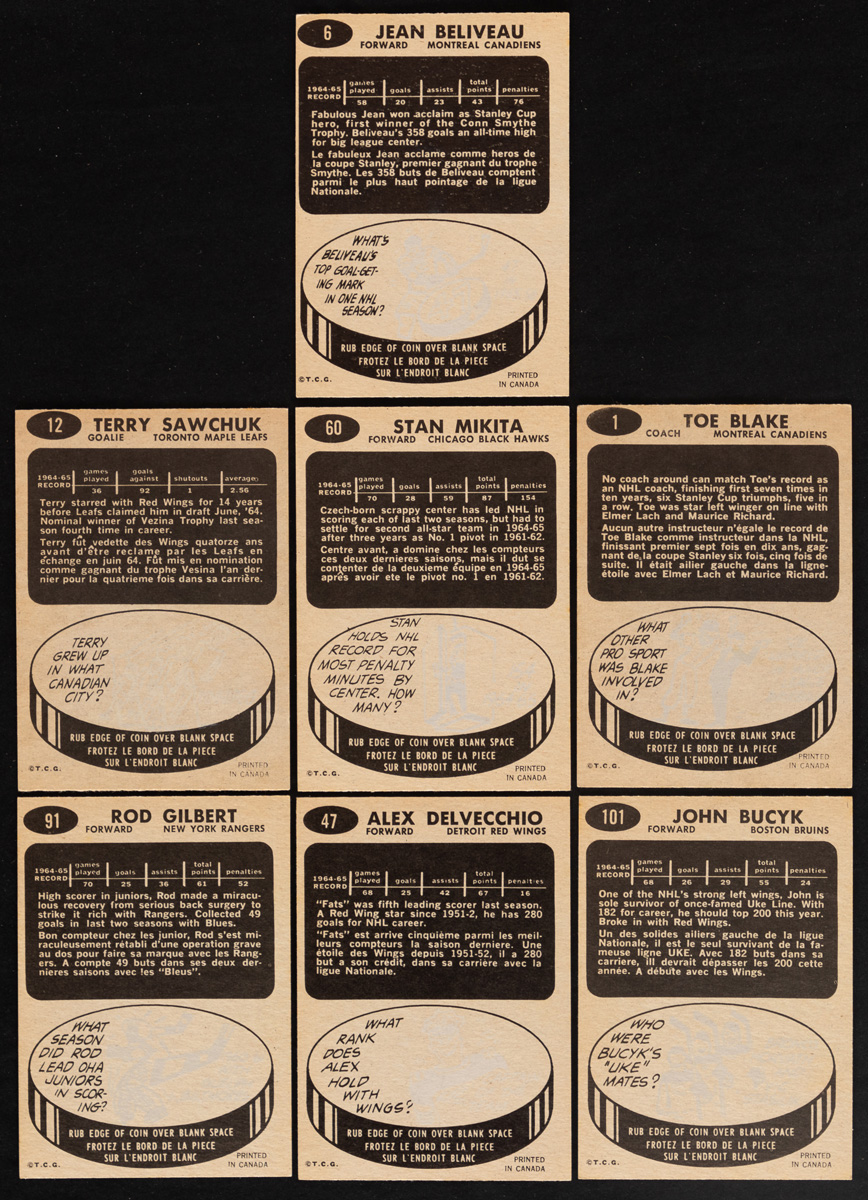 6 JEAN BELIVEAU
FORWARD MONTREAL CANADIENS
1964-65 RECORD
games played goals assists total points penalties
58 20 23 43 76
Fabulous Jean won acclaim as Stanley Cup
hero, first winner of the Conn Smythe
Trophy. Beliveau's 358 goals an all-time high
for big league center.
Le fabuleux Jean acclame comme heros de
la coupe Stanley, premier gagnant du trophe
Smythe. Les 358 buts de Beliveau comptent
parmi le plus haut pointage de la ligue
Nationale.
WHAT'S
BELIVEAU'S
TOP GOAL-GET-
ING MARK
IN ONE NHL
SEASON?
RUB EDGE OF COIN OVER BLANK SPACE
FROTEZ LE BORD DE LA PIECE
SUR L'ENDROIT BLANC
©T.C.G.
PRINTED
IN CANADA
12 TERRY SAWCHUK
GOALIE TORONTO MAPLE LEAFS
1964-65 RECORD
games played goals against shutouts average
36 92 1 2.56
Terry starred with Red Wings for 14 years
before Leafs claimed him in draft June, '64.
Nominal winner of Vezina Trophy last sea-
son fourth time in career.
Terry fut vedette des Wings quatorze ans
avant d'être reclame par les Leafs en
echange en juin 64. Fût mis en nomination
comme gagnant du trophe Vesina l'an der-
nier pour la quatrieme fois dans sa carrière.
TERRY
GREW UP
IN WHAT
CANADIAN
CITY?
RUB EDGE OF COIN OVER BLANK SPACE
FROTEZ LE BORD DE LA PIECE
SUR L'ENDROIT BLANC
©T.C.G.
PRINTED
IN CANADA
60 STAN MIKITA
FORWARD CHICAGO BLACK HAWKS
1964-65 RECORD
games played goals assists total points penalties
70 28 59 87 154
Czech-born scrappy center has led NHL in
scoring each of last two seasons, but had to
settle for second all-star team in 1964-65
after three years as No. 1 pivot in 1961-62.
Centre avant, a domine chez les compteurs
ces deux dernieres saisons, mais il dut se
contenter de la deuxième équipe en 1964-65
après avoir ete le pivot no. 1 en 1961-62.
STAN
HOLDS NHL
RECORD FOR
MOST PENALTY
MINUTES BY
CENTER. HOW
MANY?
RUB EDGE OF COIN OVER BLANK SPACE
FROTEZ LE BORD DE LA PIECE
SUR L'ENDROIT BLANC
©T.C.G.
PRINTED
IN CANADA
1 TOE BLAKE
COACH MONTREAL CANADIENS
No coach around can match Toe's record as
an NHL coach, finishing first seven times in
ten years, six Stanley Cup triumphs, five in
a row. Toe was star left winger on line with
Elmer Lach and Maurice Richard.
Aucun autre instructeur n'égale le record de
Toe Blake comme instructeur dans la NHL,
finissant premier sept fois en dix ans, gag-
nant de la coupe Stanley six fois, cinq fois de
suite. Il était ailier gauche dans la ligne-
étoile avec Elmer Lach et Maurice Richard.
WHAT
OTHER
PRO SPORT
WAS BLAKE
INVOLVED
IN?
RUB EDGE OF COIN OVER BLANK SPACE
FROTEZ LE BORD DE LA PIECE
SUR L'ENDROIT BLANC
©T.C.G.
PRINTED
IN CANADA
91 ROD GILBERT
FORWARD NEW YORK RANGERS
1964-65 RECORD
games played goals assists total points penalties
70 25 36 61 52
High scorer in juniors, Rod made a miracu-
lous recovery from serious back surgery to
strike it rich with Rangers. Collected 49
goals in last two seasons with Blues.
Bon compteur chez les junior, Rod s'est mi-
raculeusement rétabli d'une operation grave
au dos pour faire sa marque avec les Rang-
ers. A compte 49 buts dans ses deux der-
nières saisons avec les "Bleus".
WHAT
SEASON
DID ROD
LEAD OHA
JUNIORS
IN SCOR-
ING?
RUB EDGE OF COIN OVER BLANK SPACE
FROTEZ LE BORD DE LA PIECE
SUR L'ENDROIT BLANC
©T.C.G.
PRINTED
IN CANADA
47 ALEX DELVECCHIO
FORWARD DETROIT RED WINGS
1964-65 RECORD
games played goals assists total points penalties
68 25 42 67 16
"Fats" was fifth leading scorer last season.
A Red Wing star since 1951-2, he has 280
goals for NHL career.
"Fats" est arrive cinquième parmi les meil-
leurs compteurs la saison derniere. Une
étoile des Wings depuis 1951-52, il a 280
but a son crédit, dans sa carrière avec la
ligue Nationale.
WHAT
RANK
DOES
ALEX
HOLD
WITH
WINGS?
RUB EDGE OF COIN OVER BLANK SPACE
FROTEZ LE BORD DE LA PIECE
SUR L'ENDROIT BLANC
©T.C.G.
PRINTED
IN CANADA
101 JOHN BUCYK
FORWARD BOSTON BRUINS
1964-65 RECORD
games played goals assists total points penalties
68 26 29 55 24
One of the NHL's strong left wings, John is
sole survivor of once-famed Uke Line. With
182 for career, he should top 200 this year.
Broke in with Red Wings.
Un des solides ailiers gauche de la ligue
Nationale, il est le seul survivant de la fa-
meuse ligne UKE. Avec 182 buts dans sa
carriere, ill devrait dépasser les 200 cette
année. A débute avec les Wings.
WHO
WERE
BUCYK'S
"UKE"
MATES?
RUB EDGE OF COIN OVER BLANK SPACE
FROTEZ LE BORD DE LA PIECE
SUR L'ENDROIT BLANC
©T.C.G.
PRINTED
IN CANADA